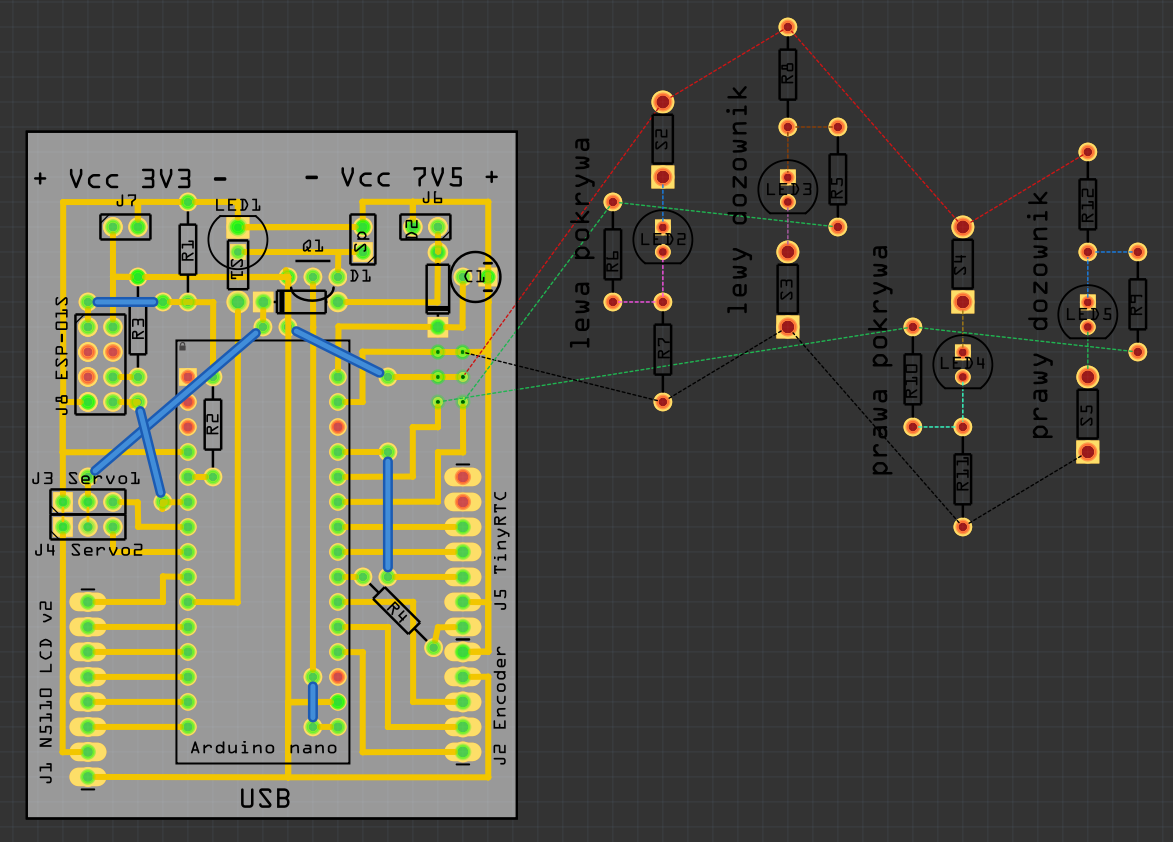 + Vcc 3V3 -
- Vcc 7V5 +
J7
LED1
J6
R1
S1
Q1
D1
D2
C1
J8 ESP-01S
R3
R2
J3 Servo1
J4 Servo2
J1 N5110 LCD v2
J5 TinyRTC
R4
J2 Encoder
Arduino nano
USB
lewa pokrywa
S2
LED2
R6
R7
lewy dozownik
R8
LED3
R5
S3
prawa pokrywa
S4
LED4
R10
R11
prawy dozownik
R12
LED5
R9
S5